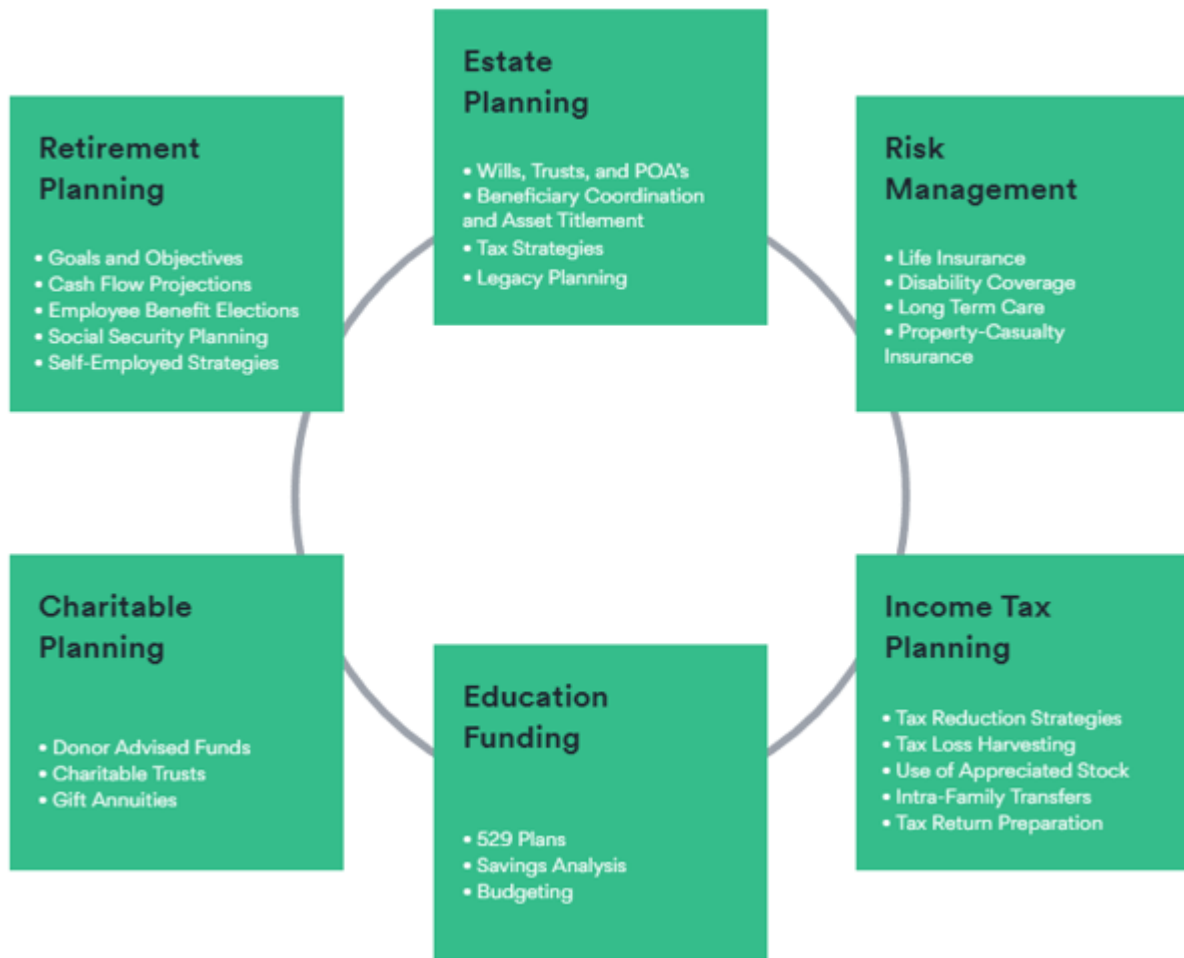 Estate
Planning
• Wills, Trusts, and POA's
• Beneficiary Coordination
and Asset Titlement
• Tax Strategies
• Legacy Planning
Retirement
Planning
• Goals and Objectives
• Cash Flow Projections
• Employee Benefit Elections
• Social Security Planning
• Self-Employed Strategies
Risk
Management
• Life Insurance
• Disability Coverage
• Long Term Care
• Property-Casualty
Insurance
Charitable
Planning
• Donor Advised Funds
• Charitable Trusts
• Gift Annuities
Education
Funding
• 529 Plans
• Savings Analysis
• Budgeting
Income Tax
Planning
• Tax Reduction Strategies
• Tax Loss Harvesting
• Use of Appreciated Stock
• Intra-Family Transfers
• Tax Return Preparation